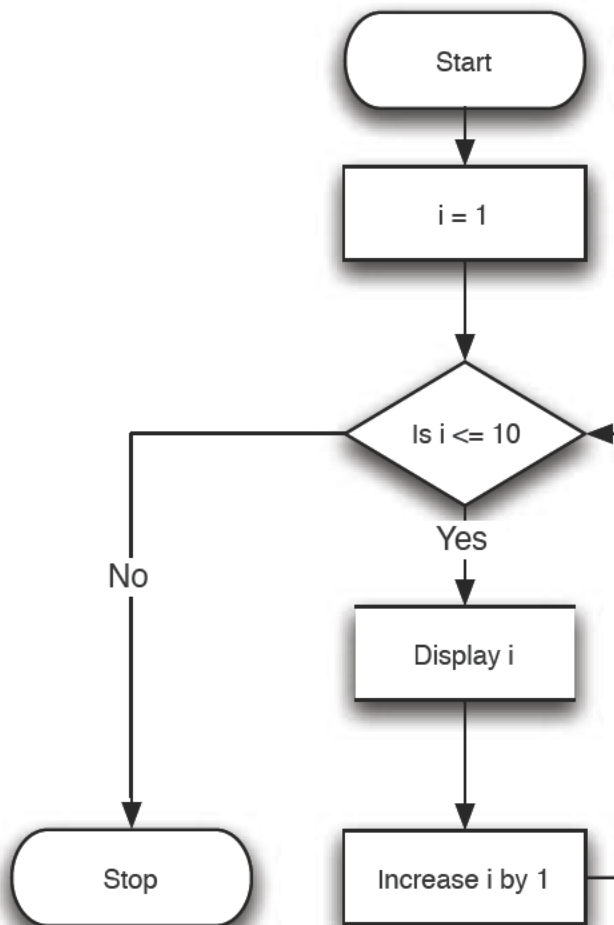 Start
i = 1
Is i <= 10
Yes
No
Display i
Stop
Increase i by 1